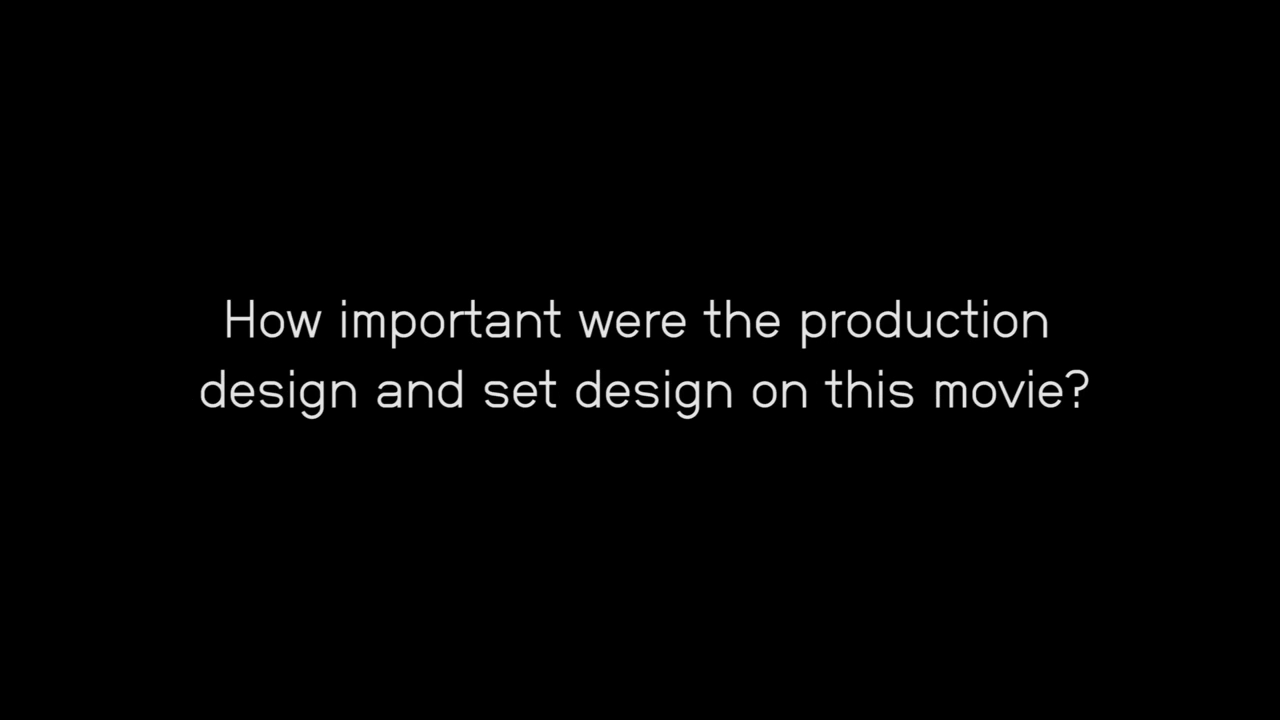 How important were the production
design and set design on this movie?